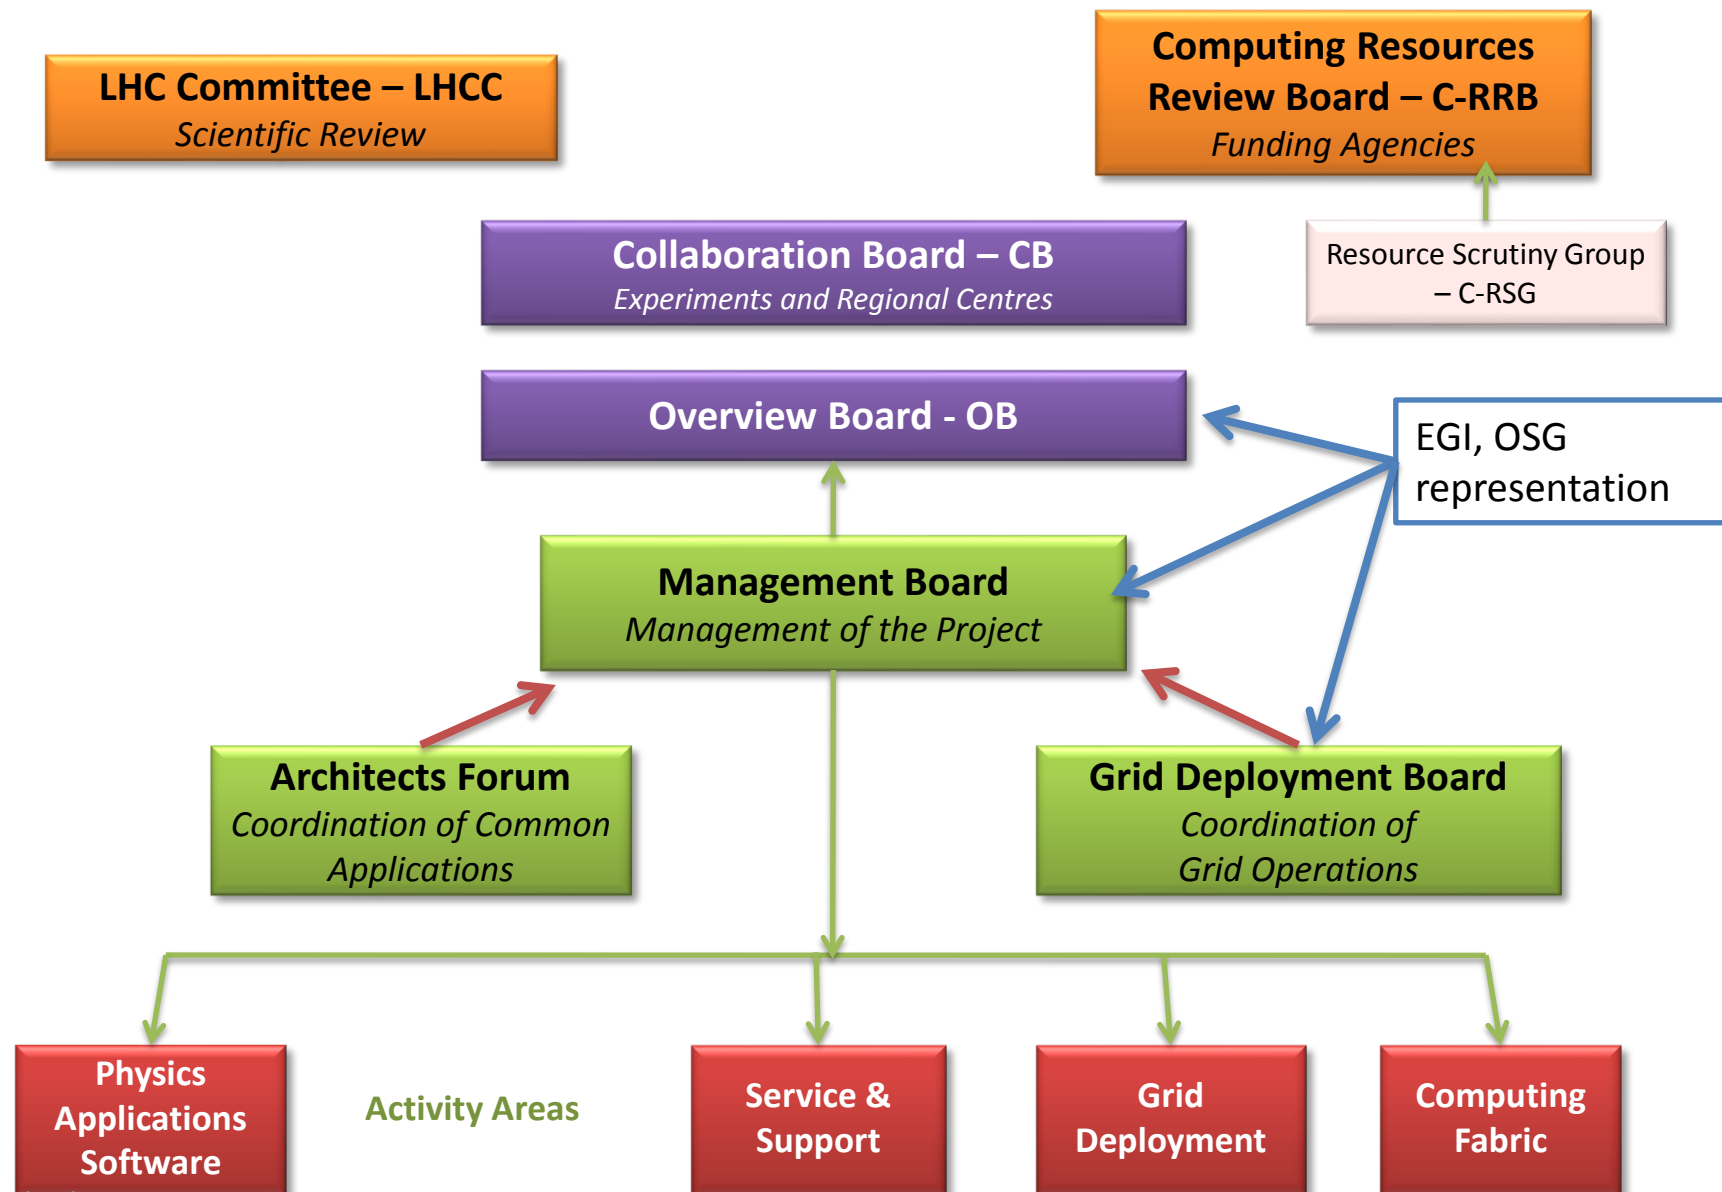 LHC Committee – LHCC
Scientific Review
Computing Resources
Review Board – C-RRB
Funding Agencies
Collaboration Board – CB
Experiments and Regional Centres
Resource Scrutiny Group
– C-RSG
Overview Board - OB
EGI, OSG
representation
Management Board
Management of the Project
Architects Forum
Coordination of Common
Applications
Grid Deployment Board
Coordination of
Grid Operations
Physics
Applications
Software
Activity Areas
Service &
Support
Grid
Deployment
Computing
Fabric